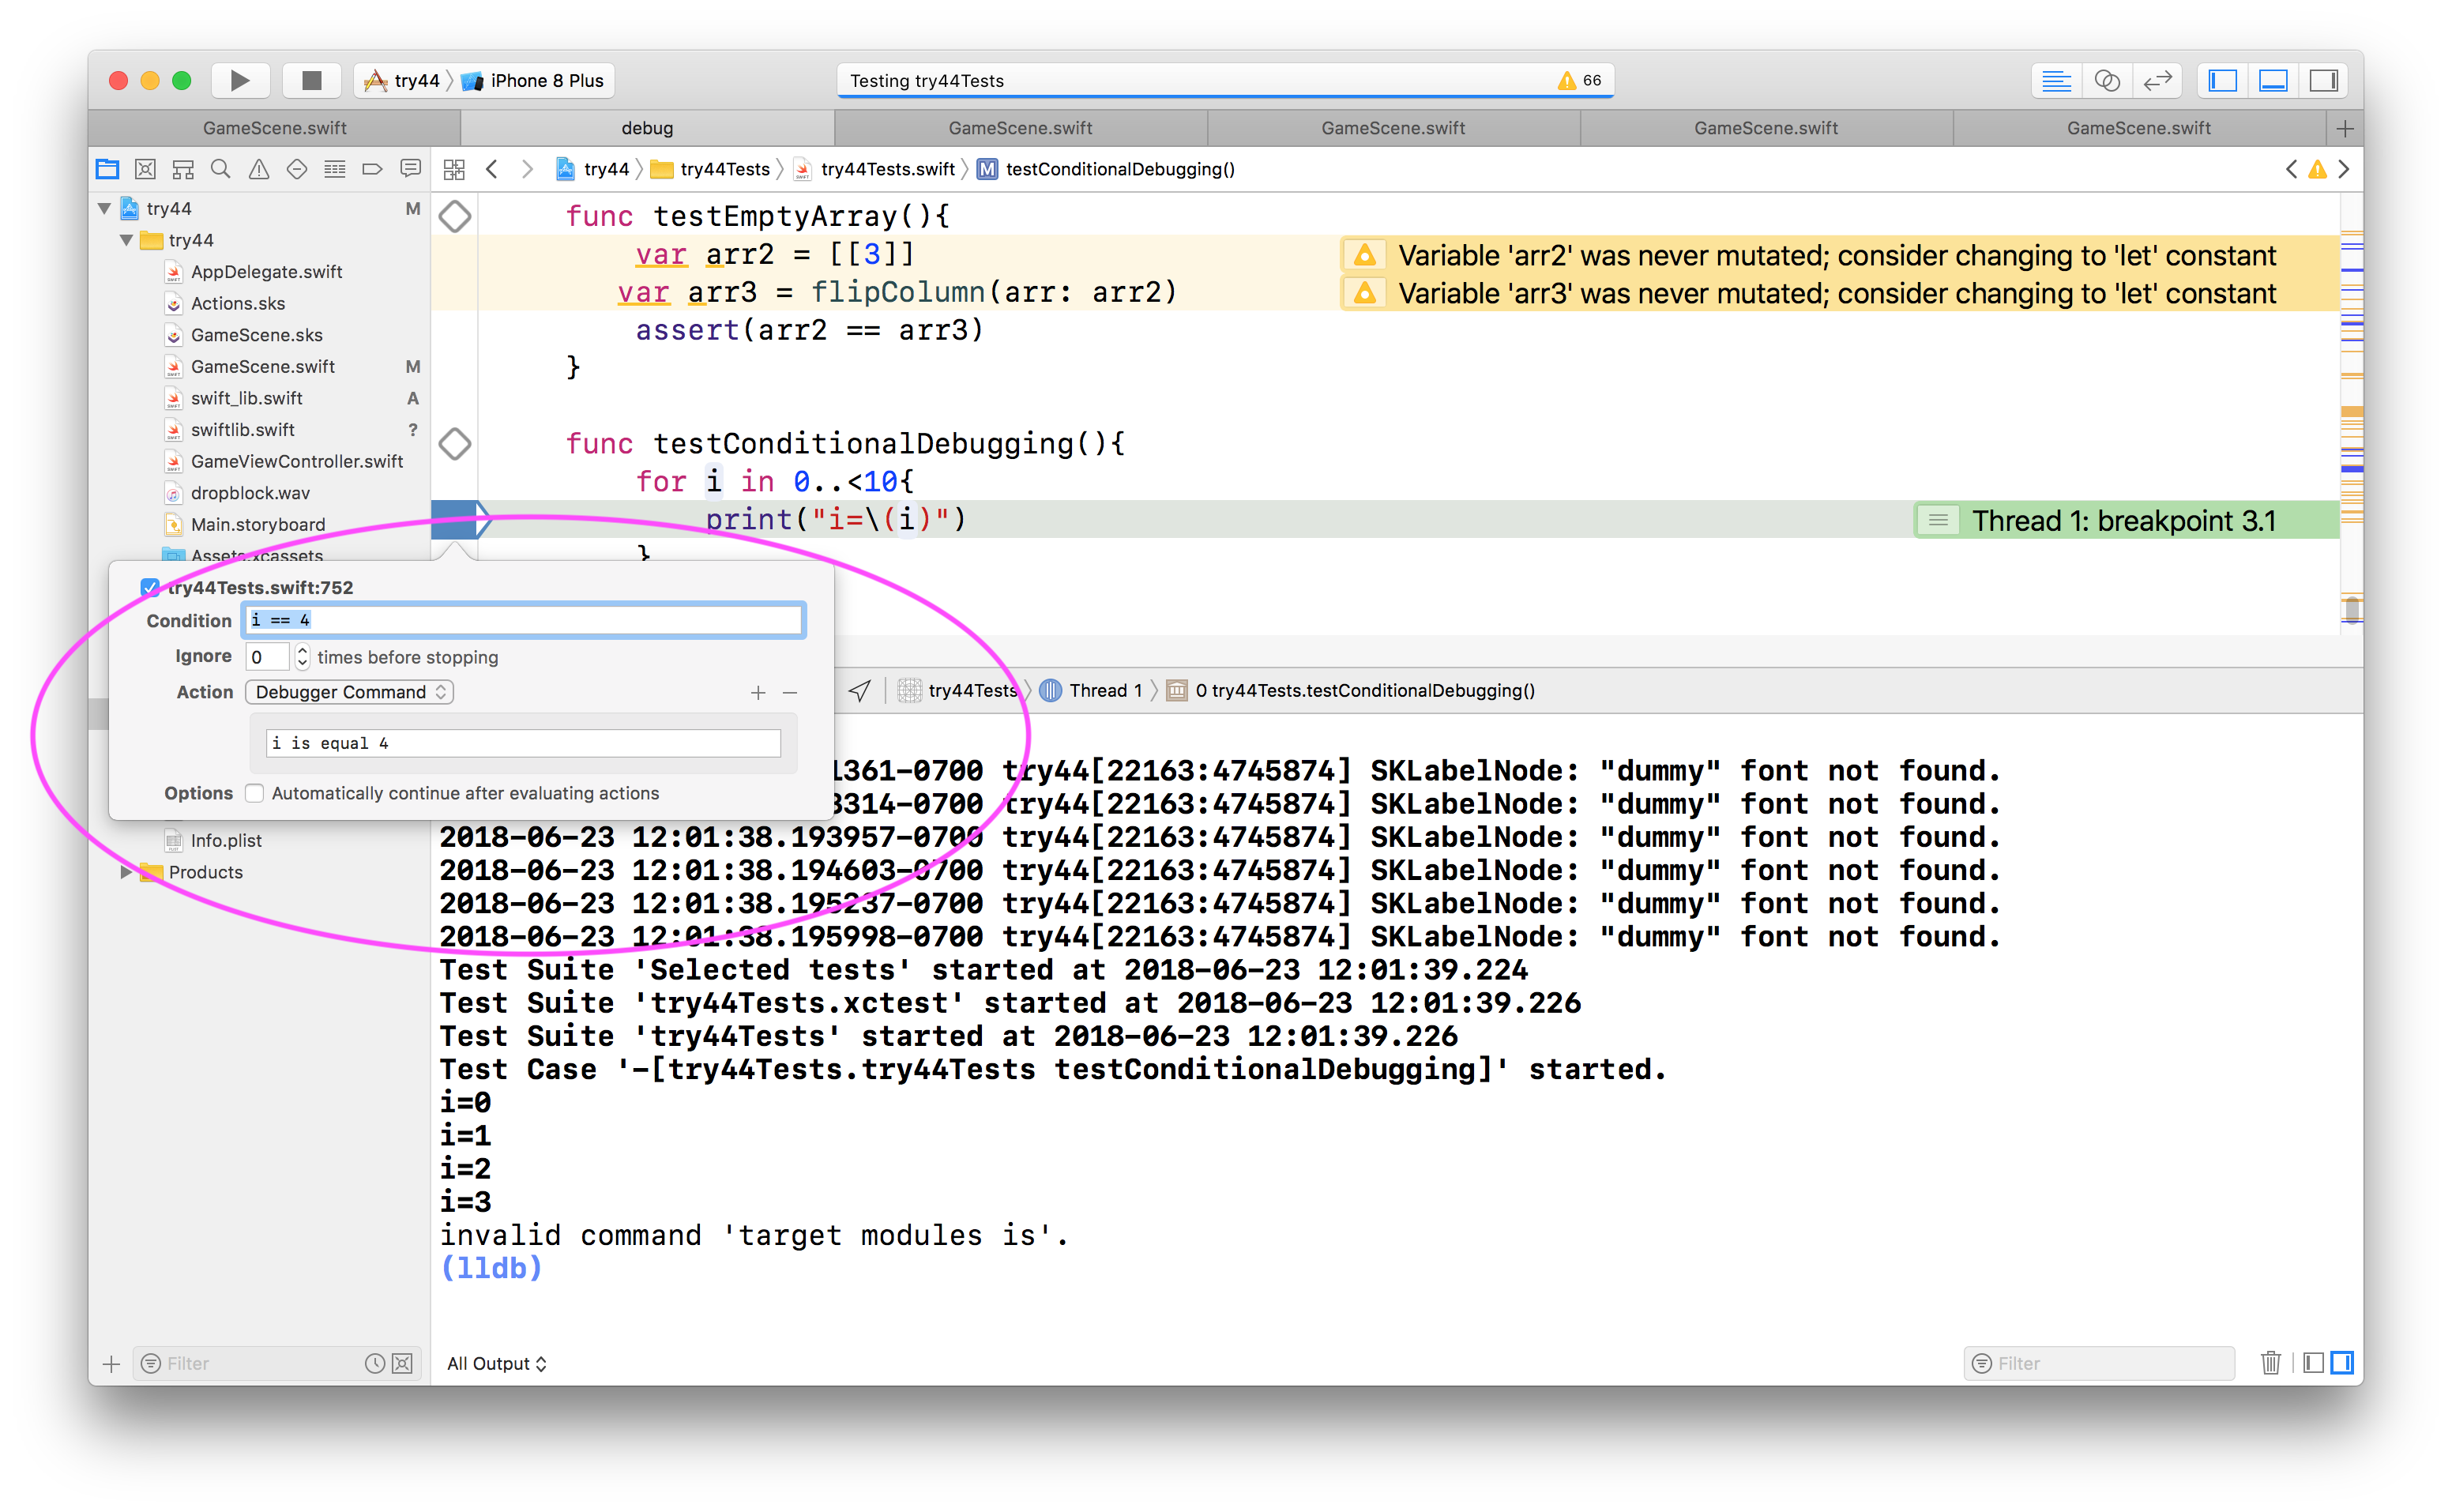 try44 iPhone 8 Plus
Testing try44Tests 66
GameScene.swift debug GameScene.swift GameScene.swift GameScene.swift GameScene.swift
try44 try44Tests try44Tests.swift M testConditionalDebugging()
try44 M
try44
AppDelegate.swift
Actions.sks
GameScene.sks
GameScene.swift M
swift_lib.swift A
swiftlib.swift ?
GameViewController.swift
dropblock.wav
Main.storyboard
Assets.xcassets
func testEmptyArray(){
var arr2 = [[3]] Variable 'arr2' was never mutated; consider changing to 'let' constant
var arr3 = flipColumn(arr: arr2) Variable 'arr3' was never mutated; consider changing to 'let' constant
assert(arr2 == arr3)
}
func testConditionalDebugging(){
for i in 0..<10{
print("i=\(i)") Thread 1: breakpoint 3.1
}
try44Tests.swift:752
Condition i == 4
Ignore 0 times before stopping
Action Debugger Command
i is equal 4
Options Automatically continue after evaluating actions
Info.plist
Products
try44Tests Thread 1 0 try44Tests.testConditionalDebugging()
1361-0700 try44[22163:4745874] SKLabelNode: "dummy" font not found.
3314-0700 try44[22163:4745874] SKLabelNode: "dummy" font not found.
2018-06-23 12:01:38.193957-0700 try44[22163:4745874] SKLabelNode: "dummy" font not found.
2018-06-23 12:01:38.194603-0700 try44[22163:4745874] SKLabelNode: "dummy" font not found.
2018-06-23 12:01:38.195237-0700 try44[22163:4745874] SKLabelNode: "dummy" font not found.
2018-06-23 12:01:38.195998-0700 try44[22163:4745874] SKLabelNode: "dummy" font not found.
Test Suite 'Selected tests' started at 2018-06-23 12:01:39.224
Test Suite 'try44Tests.xctest' started at 2018-06-23 12:01:39.226
Test Suite 'try44Tests' started at 2018-06-23 12:01:39.226
Test Case '-[try44Tests.try44Tests testConditionalDebugging]' started.
i=0
i=1
i=2
i=3
invalid command 'target modules is'.
(lldb)
Filter All Output Filter